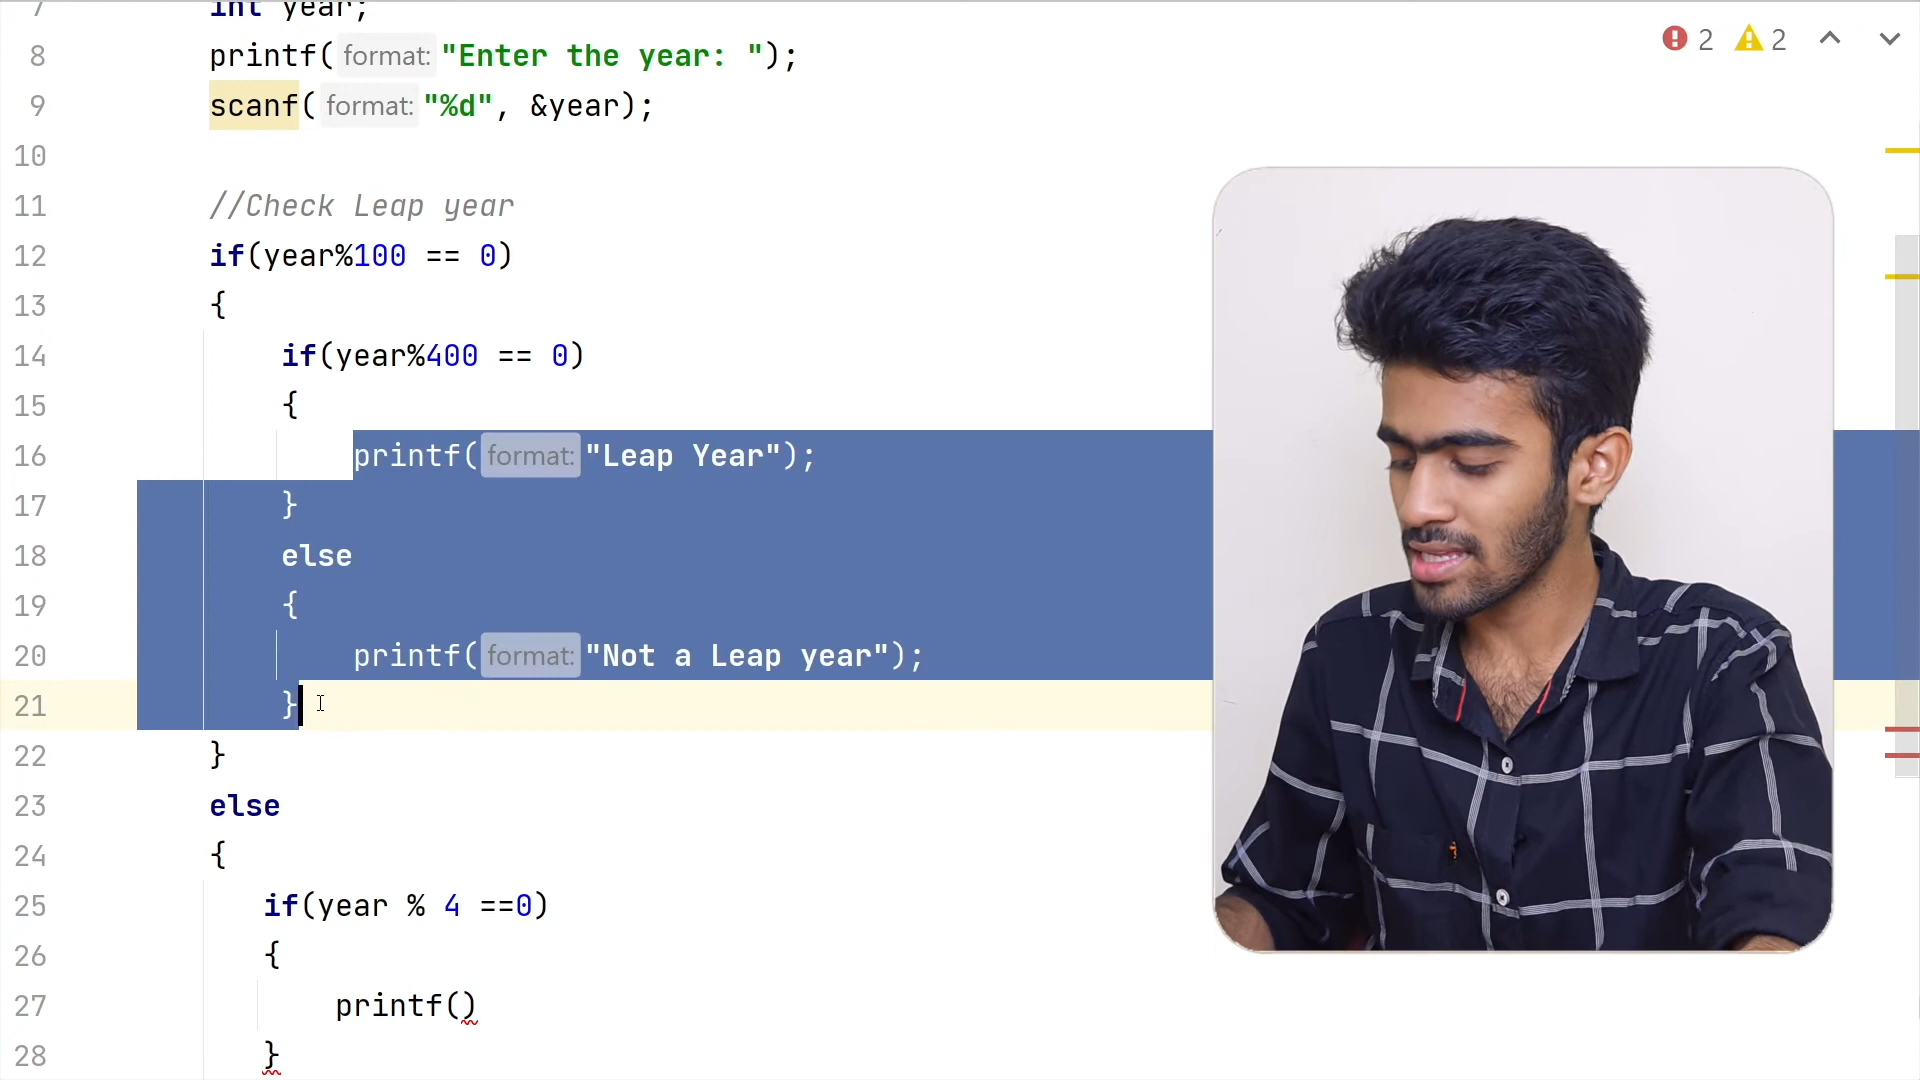 7 int year;
8 printf( format: "Enter the year: ");
9 scanf( format: "%d", &year);
10
11 //Check Leap year
12 if(year%100 == 0)
13 {
14 if(year%400 == 0)
15 {
16 printf( format: "Leap Year");
17 }
18 else
19 {
20 printf( format: "Not a Leap year");
21 }
22 }
23 else
24 {
25 if(year % 4 ==0)
26 {
27 printf()
28 }
2 2